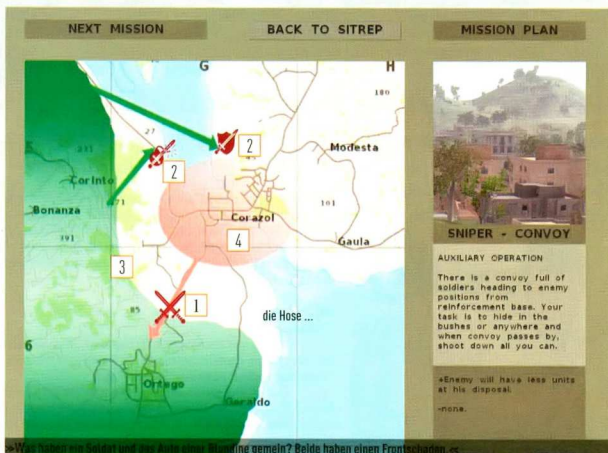 NEXT MISSION
BACK TO SITREP
MISSION PLAN
G
H
180
27
2
2
Modesta
231
Corinto
Bonanza
73
101
Corazol
4
Gaula
391
3
SNIPER - CONVOY
AUXILIARY OPERATION
There is a convoy full of
soldiers heading to enemy
positions from
reinforcement base. Your
task is to hide in the
bushes or anywhere and
when convoy passes by,
shoot down all you can.
1
85
die Hose ...
6
Ortego
+Enemy will have less units
at his disposal.
-none.
Geraldo
»Was haben ein Soldat und das Auto einer Blondine gemein? Beide haben einen Frontschaden.«